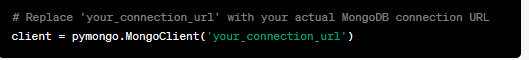 # Replace 'your_connection_url' with your actual MongoDB connection URL
client = pymongo.MongoClient('your_connection_url')